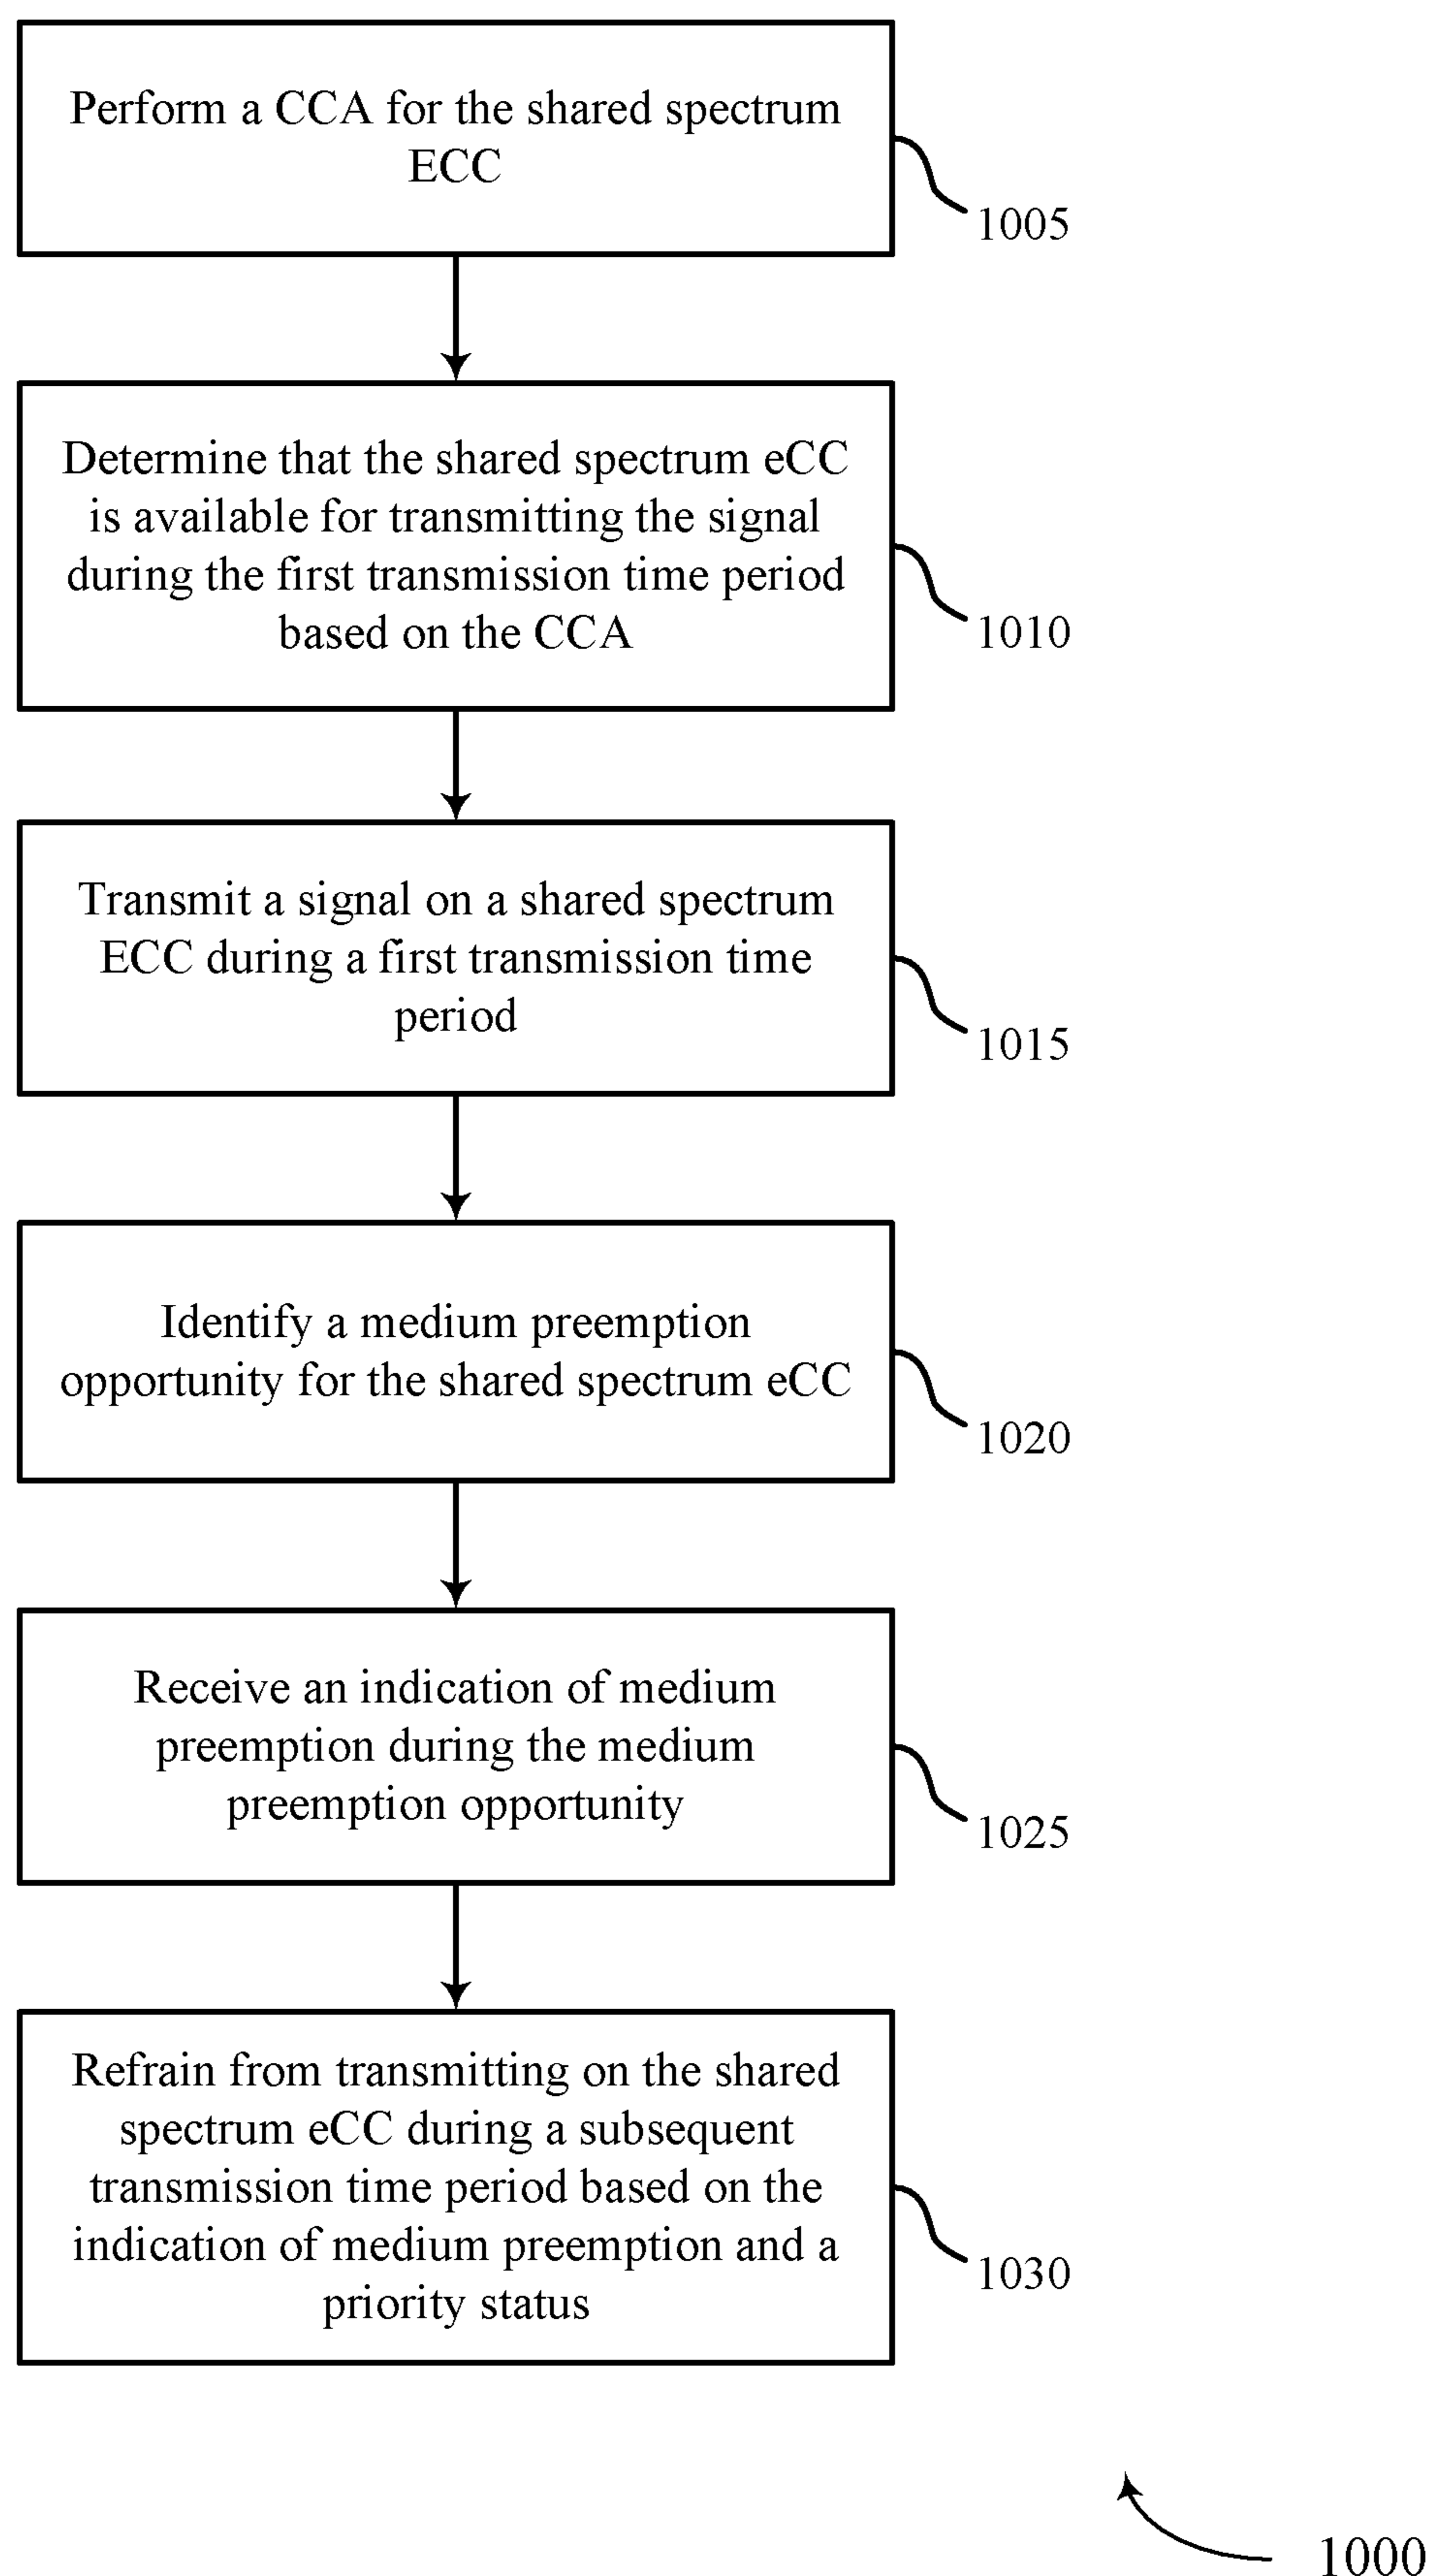 Perform a CCA for the shared spectrum
ECC
1005
Determine that the shared spectrum eCC
is available for transmitting the signal
during the first transmission time period
based on the CCA
1010
Transmit a signal on a shared spectrum
ECC during a first transmission time
period
1015
Identify a medium preemption
opportunity for the shared spectrum eCC
1020
Receive an indication of medium
preemption during the medium
preemption opportunity
1025
Refrain from transmitting on the shared
spectrum eCC during a subsequent
transmission time period based on the
indication of medium preemption and a
priority status
1030
1000